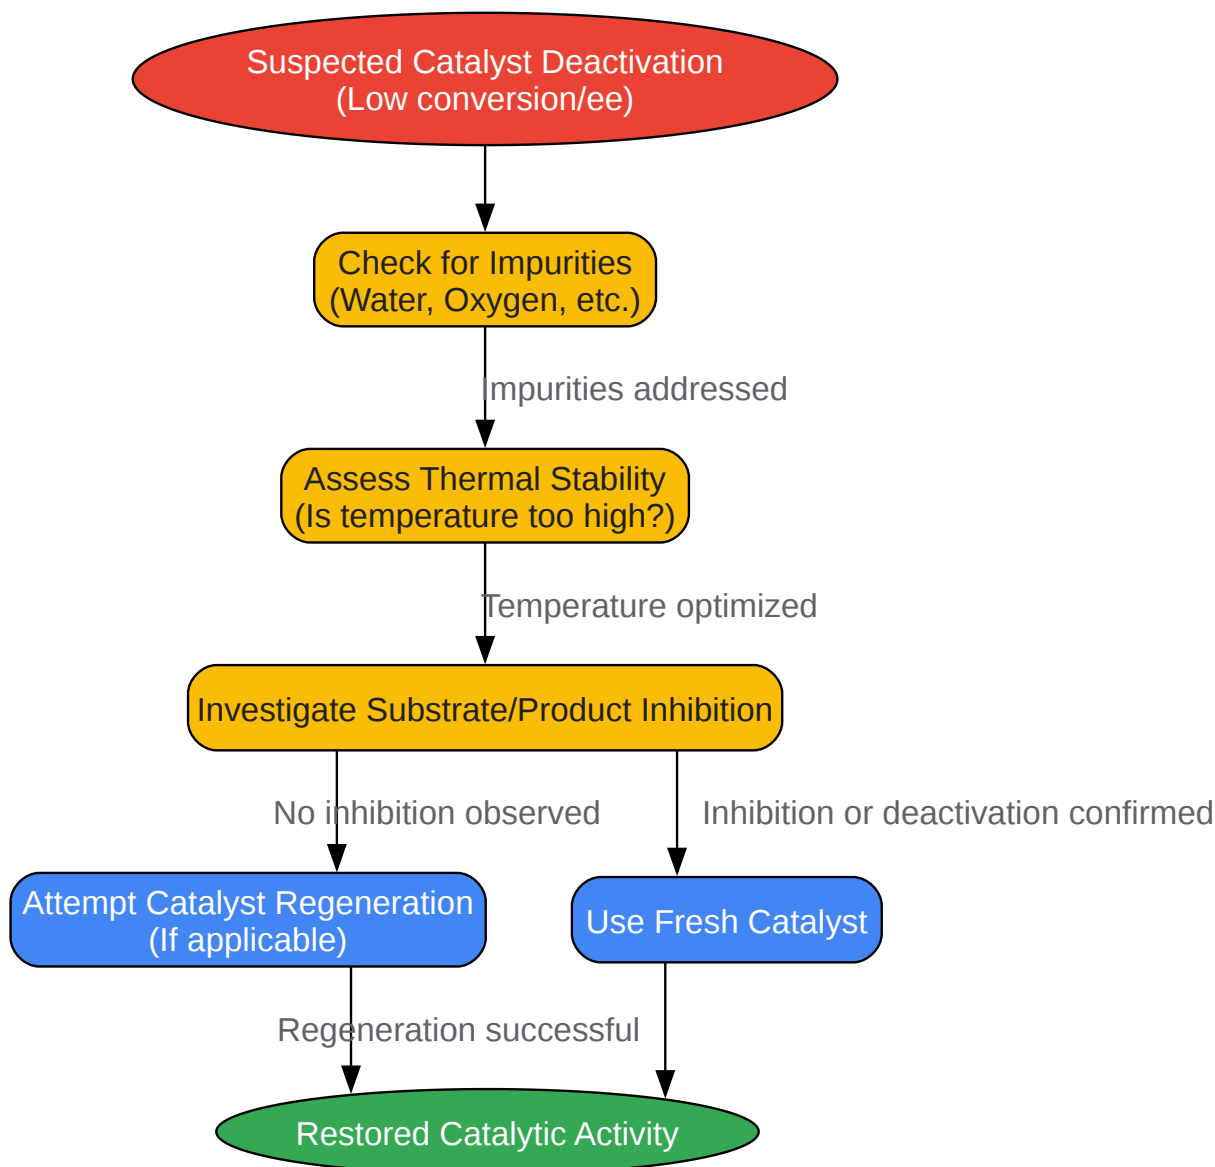 Suspected Catalyst Deactivation
(Low conversion/ee)
Check for Impurities
(Water, Oxygen, etc.)
Impurities addressed
Assess Thermal Stability
(Is temperature too high?)
Temperature optimized
Investigate Substrate/Product Inhibition
No inhibition observed
Inhibition or deactivation confirmed
Attempt Catalyst Regeneration
(If applicable)
Use Fresh Catalyst
Regeneration successful
Restored Catalytic Activity